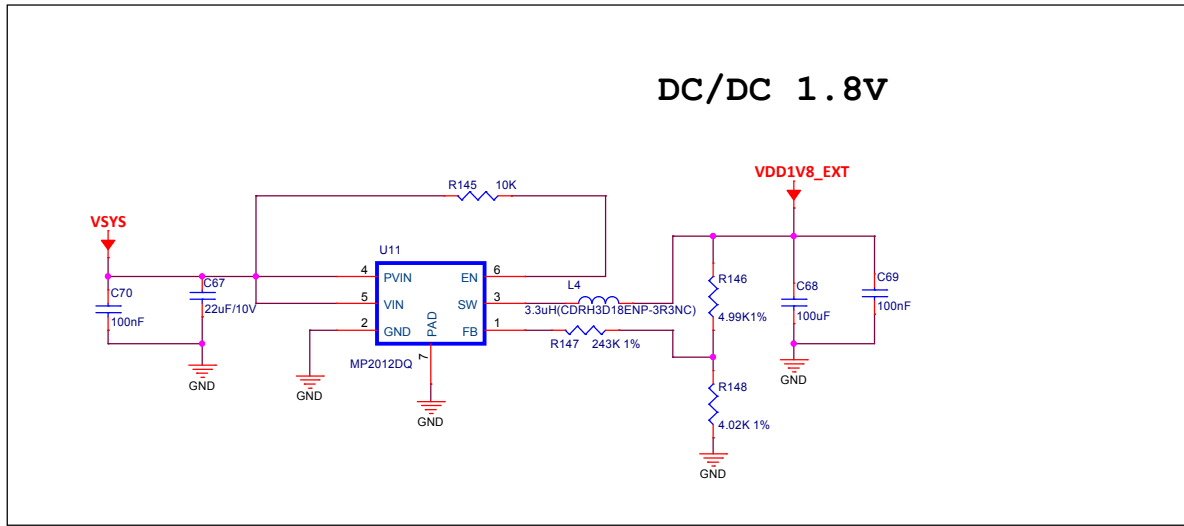 DC/DC 1.8V
VDD1V8_EXT
R145 10K
VSYS
U11
4 PVIN EN 6
5 VIN SW 3
2 GND FB 1
PAD
7
MP2012DQ
L4
3.3uH(CDRH3D18ENP-3R3NC)
R147 243K 1%
C70
100nF
C67
22uF/10V
R146
4.99K1%
C68
100uF
C69
100nF
R148
4.02K 1%
GND
GND
GND
GND
GND